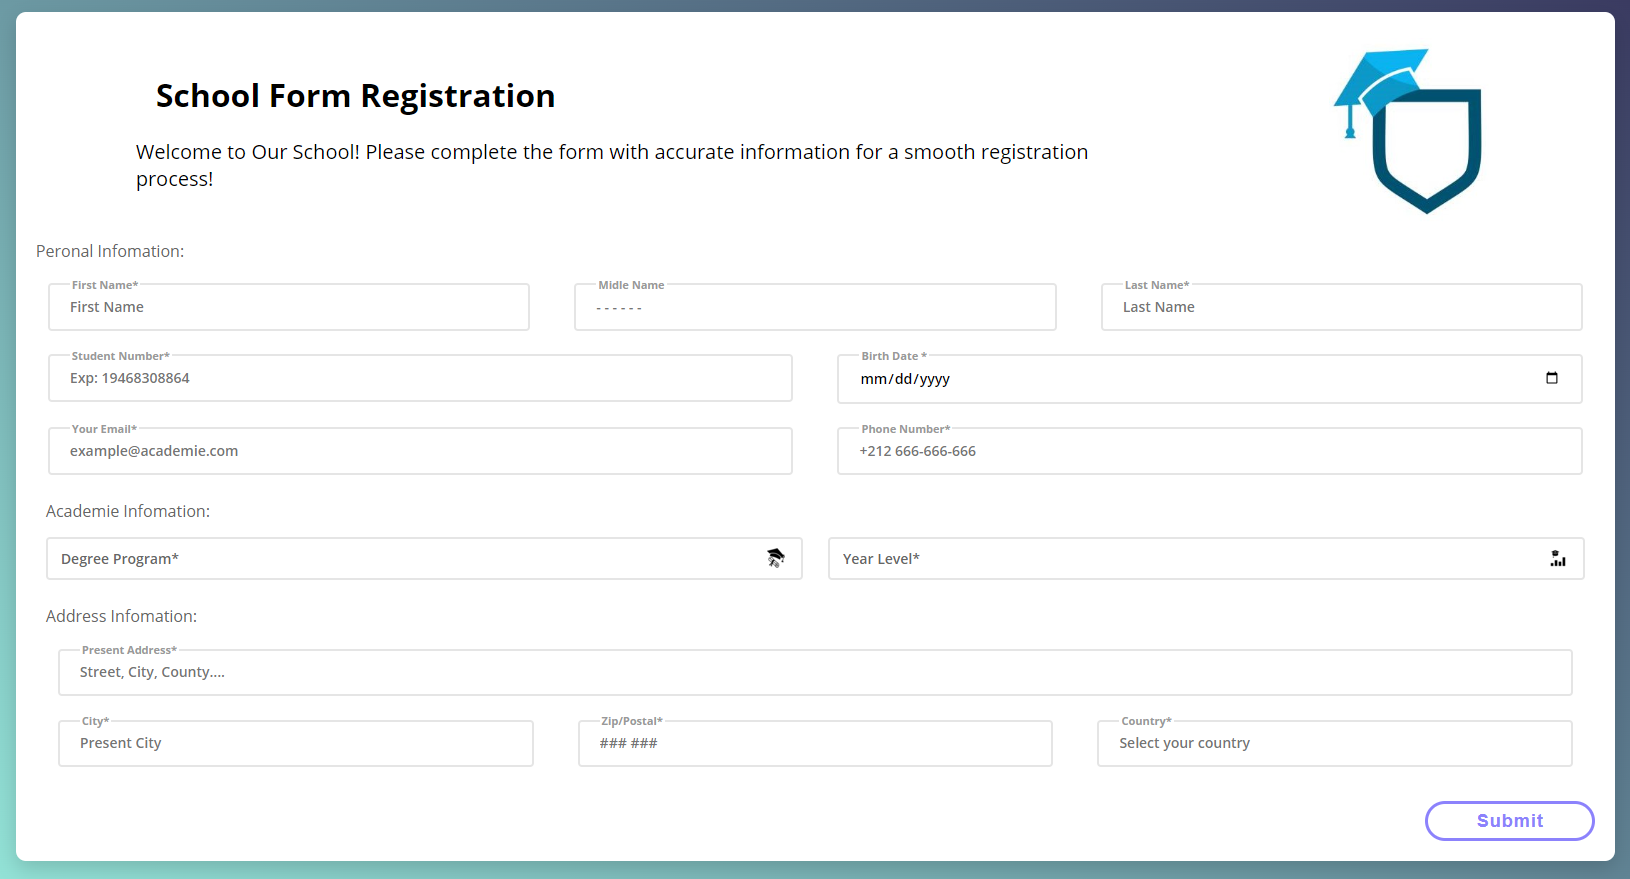 School Form Registration
Welcome to Our School! Please complete the form with accurate information for a smooth registration
process!
Peronal Infomation:
First Name*
First Name
Midle Name
- - - - - -
Last Name*
Last Name
Student Number*
Exp: 19468308864
Birth Date *
mm/dd/yyyy
Your Email*
example@academie.com
Phone Number*
+212 666-666-666
Academie Infomation:
Degree Program*
Year Level*
Address Infomation:
Present Address*
Street, City, County....
City*
Present City
Zip/Postal*
### ###
Country*
Select your country
Submit